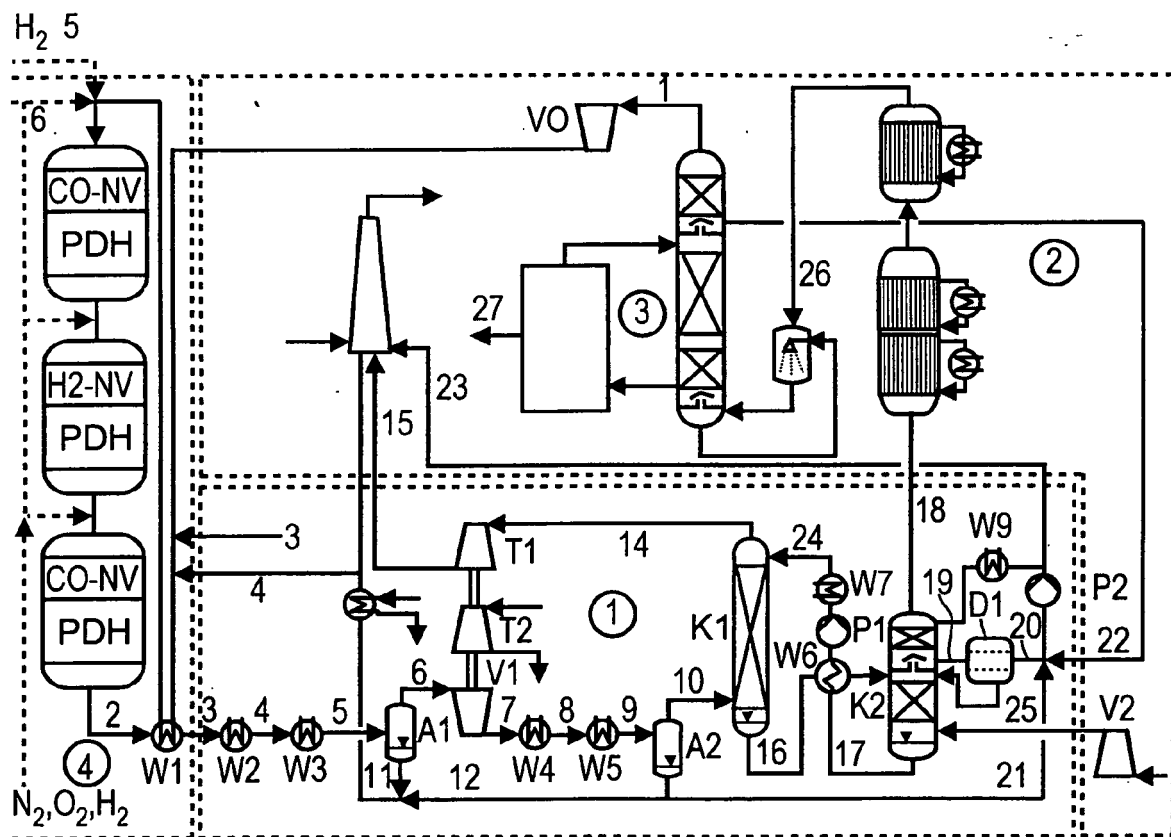 H2 5
1
6
VO
CO-NV
PDH
2
26
3
27
H2-NV
PDH
23
15
18
3
14
24
W9
T1
CO-NV
4
W7
19
D1
P2
1
PDH
T2
K1
P1
20
22
6
V1
W6
10
2
3
4
5
A1
7
8
9
K2
25
V2
A2
4
W1
W2
W3
11
12
W4
W5
16
17
21
N2,O2,H2